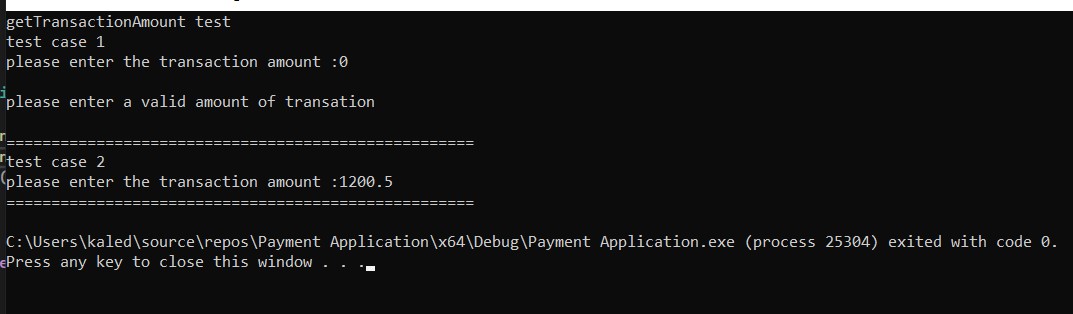 getTransactionAmount test
test case 1
please enter the transaction amount :0
please enter a valid amount of transation
====================================================
test case 2
please enter the transaction amount :1200.5
====================================================
C:\Users\kaled\source\repos\Payment Application\x64\Debug\Payment Application.exe (process 25304) exited with code 0.
Press any key to close this window . . .